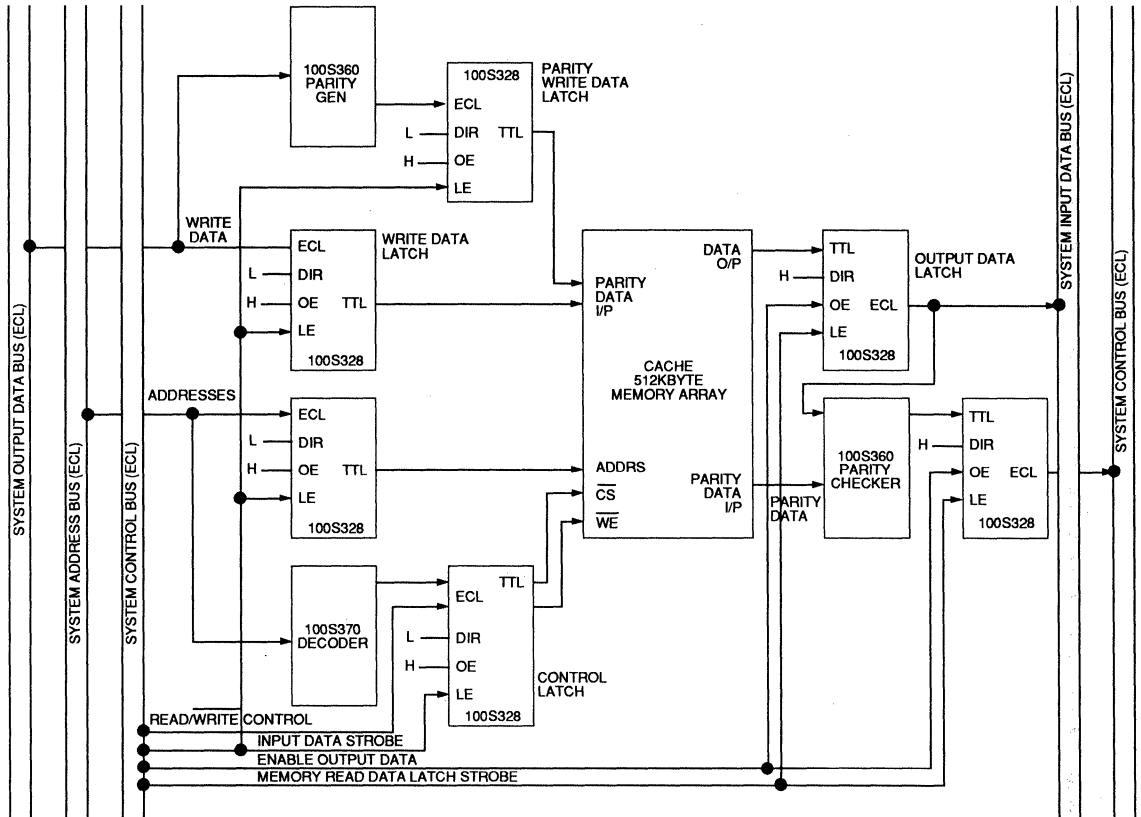 100S360
PARITY
GEN
100S328
ECL
DIR
TTL
OE
LE
L
H
PARITY
WRITE DATA
LATCH
WRITE
DATA
ECL
DIR
OE
TTL
LE
100S328
L
H
WRITE DATA
LATCH
ADDRESSES
ECL
DIR
OE
TTL
LE
100S328
L
H
100S370
DECODER
TTL
ECL
DIR
OE
LE
100S328
L
H
CONTROL
LATCH
DATA
O/P
PARITY
DATA
I/P
CACHE
512KBYTE
MEMORY ARRAY
ADDRS
CS
WE
PARITY
DATA
I/P
PARITY
DATA
TTL
DIR
OE
ECL
LE
100S328
H
OUTPUT DATA
LATCH
100S360
PARITY
CHECKER
TTL
DIR
OE
ECL
LE
100S328
H
READ/WRITE CONTROL
INPUT DATA STROBE
ENABLE OUTPUT DATA
MEMORY READ DATA LATCH STROBE
SYSTEM OUTPUT DATA BUS (ECL)
SYSTEM ADDRESS BUS (ECL)
SYSTEM CONTROL BUS (ECL)
SYSTEM INPUT DATA BUS (ECL)
SYSTEM CONTROL BUS (ECL)